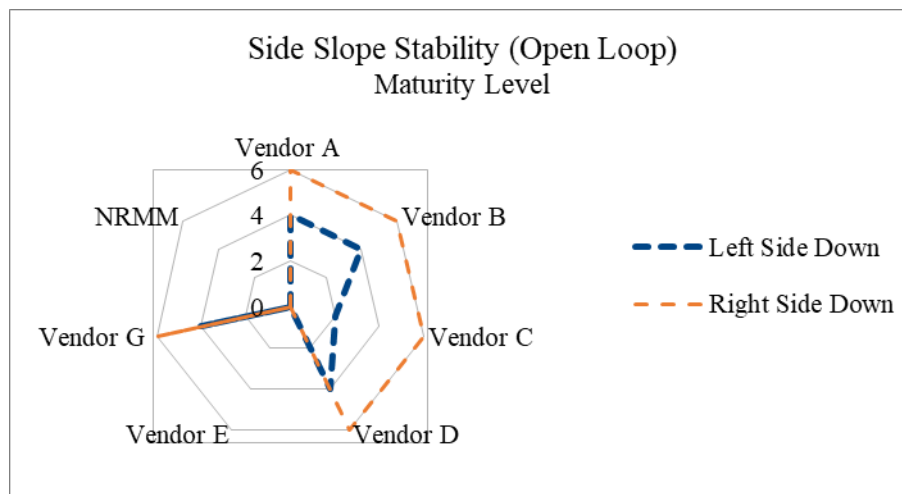 Side Slope Stability (Open Loop)
Maturity Level
Vendor A
6
NRMM
Vendor B
4
2
Left Side Down
0
Right Side Down
Vendor G
Vendor C
Vendor E
Vendor D